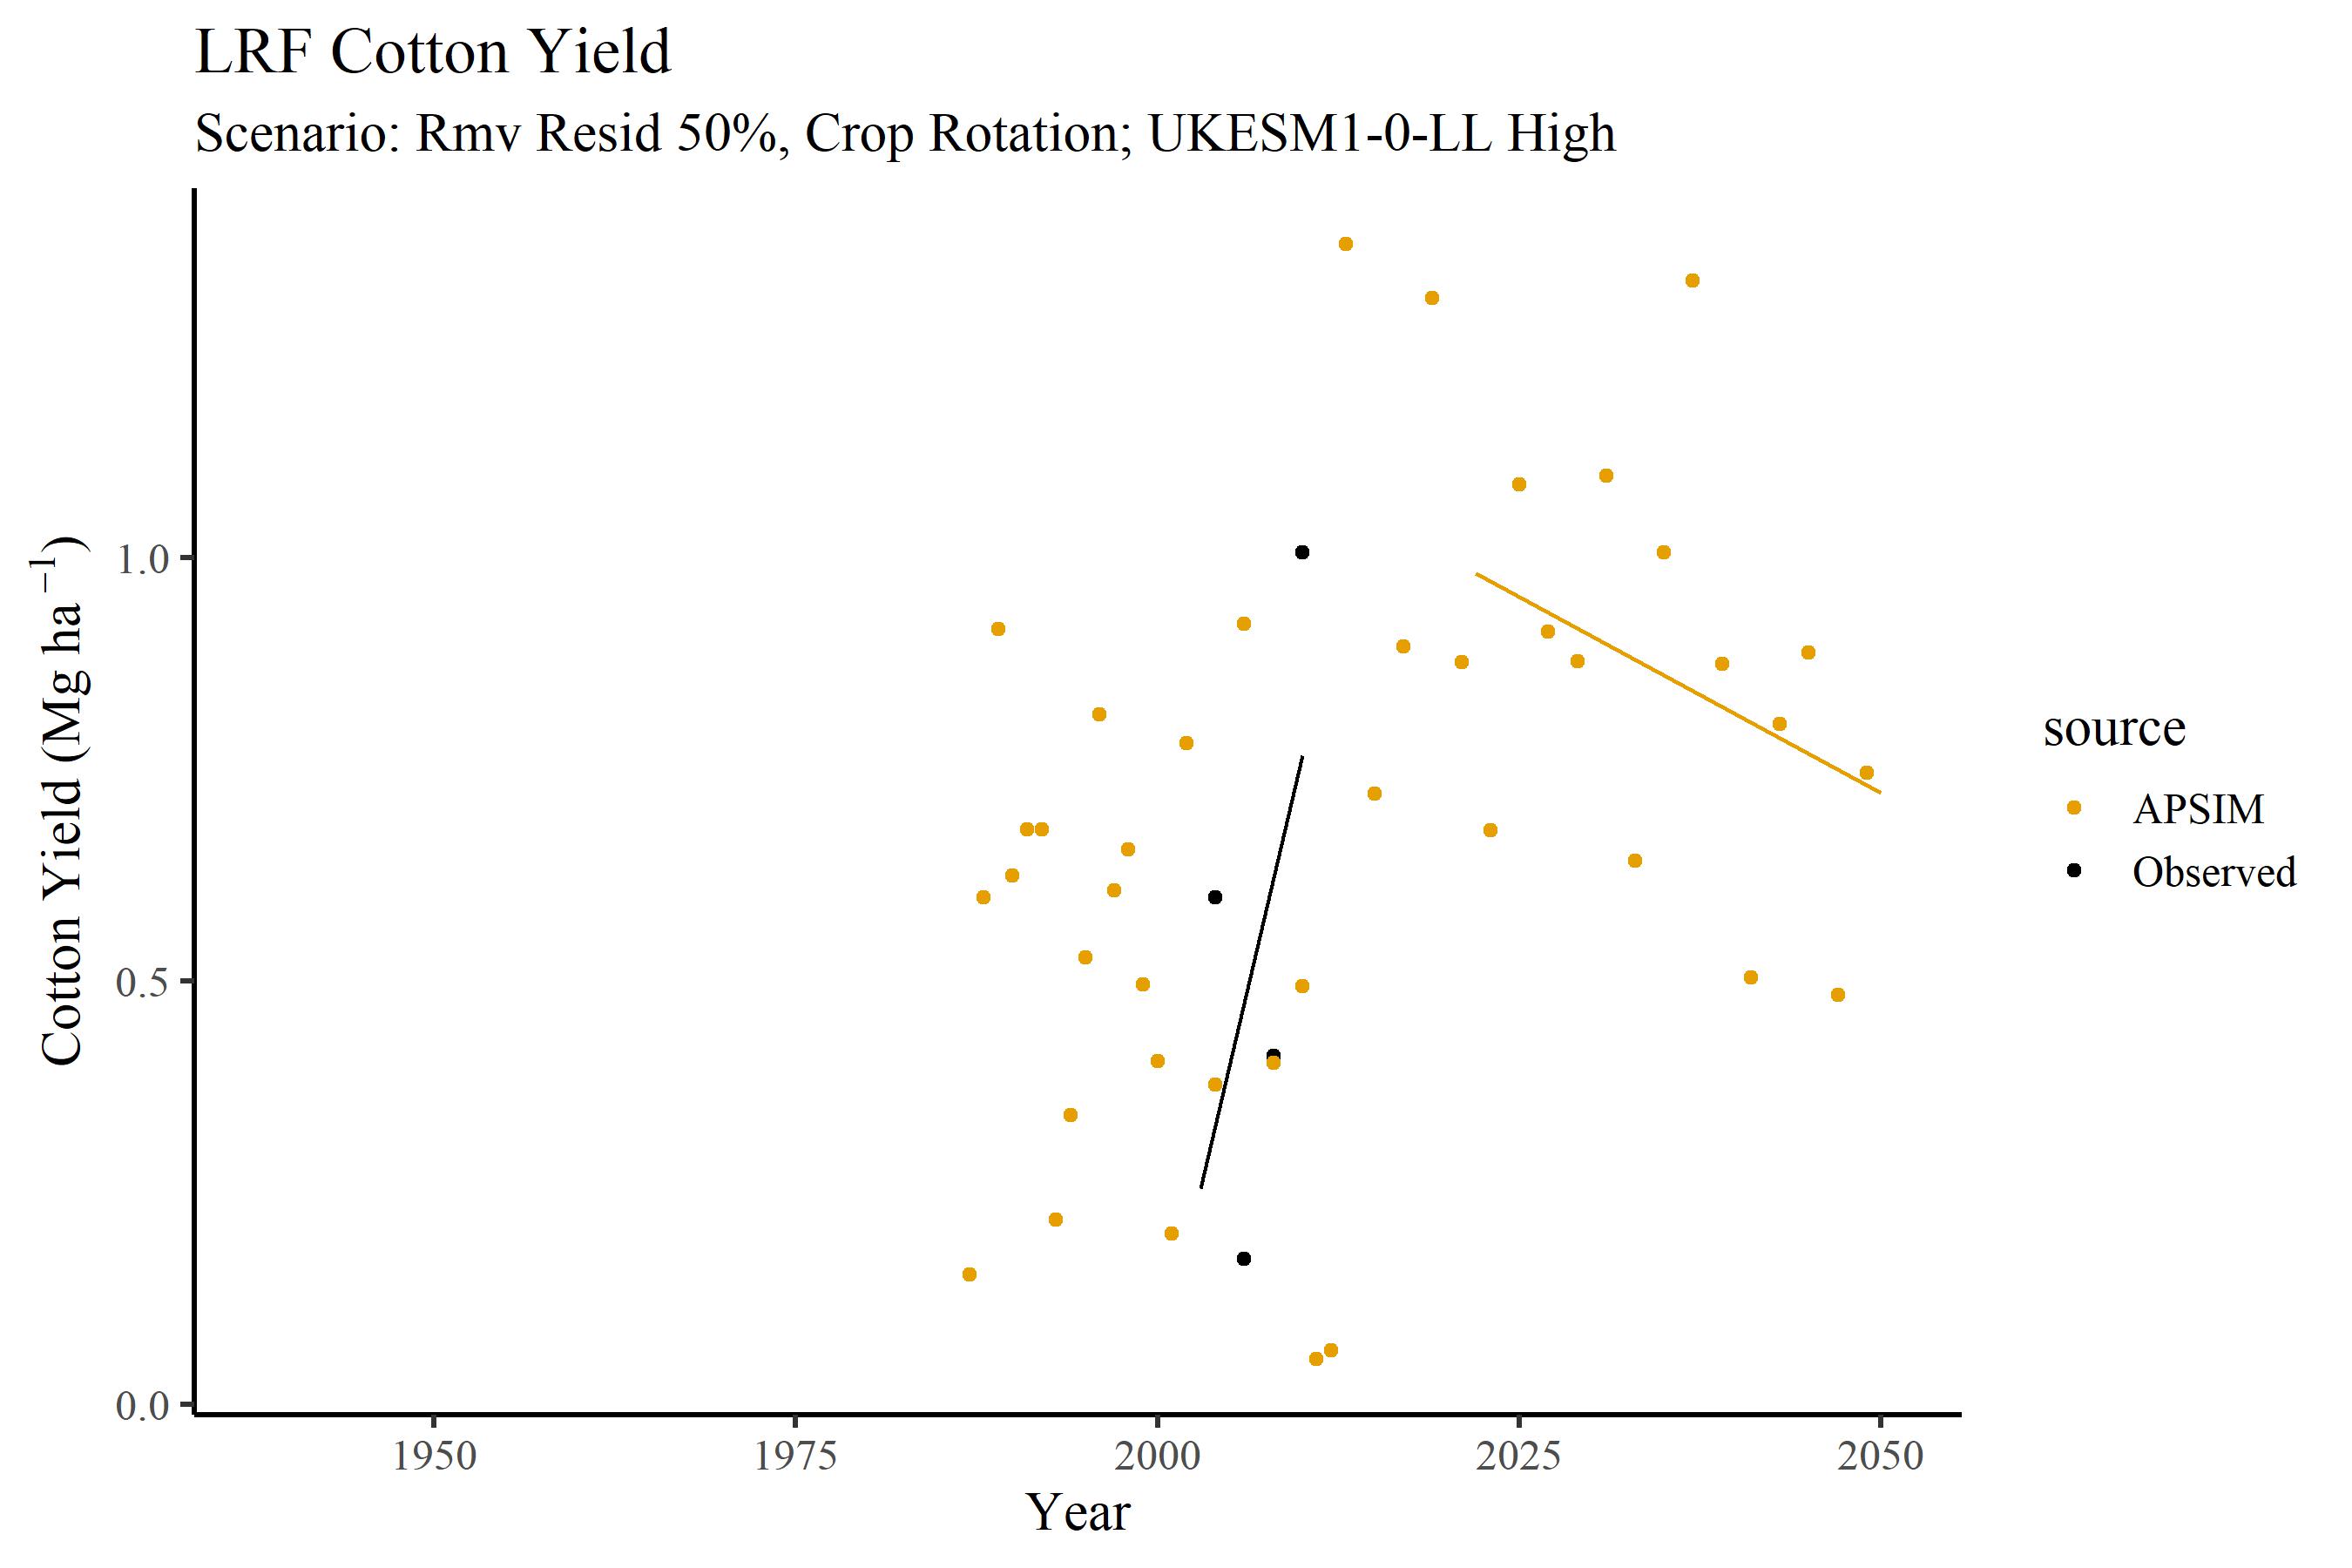 LRF Cotton Yield
Scenario: Rmv Resid 50%, Crop Rotation; UKESM1-0-LL High
Cotton Yield (Mg ha⁻¹)
1.0
0.5
0.0
1950 1975 2000 2025 2050
Year
source
APSIM
Observed